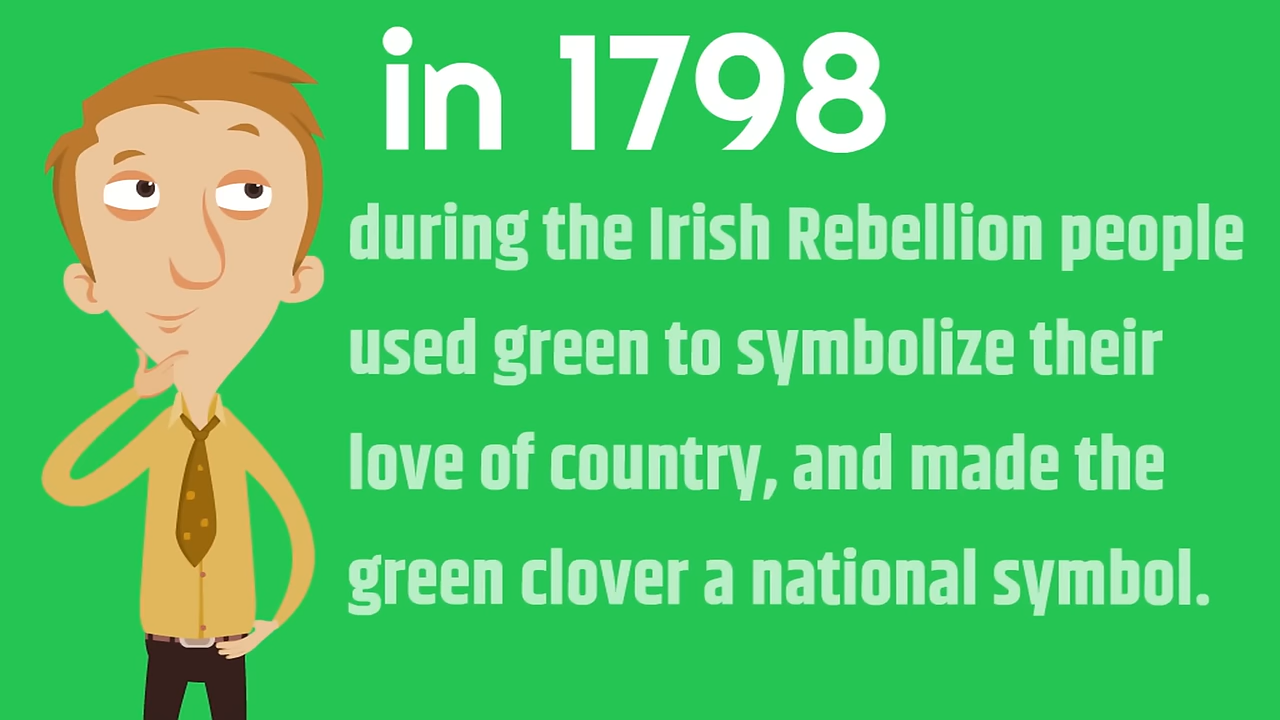 in 1798
during the Irish Rebellion people
used green to symbolize their
love of country, and made the
green clover a national symbol.